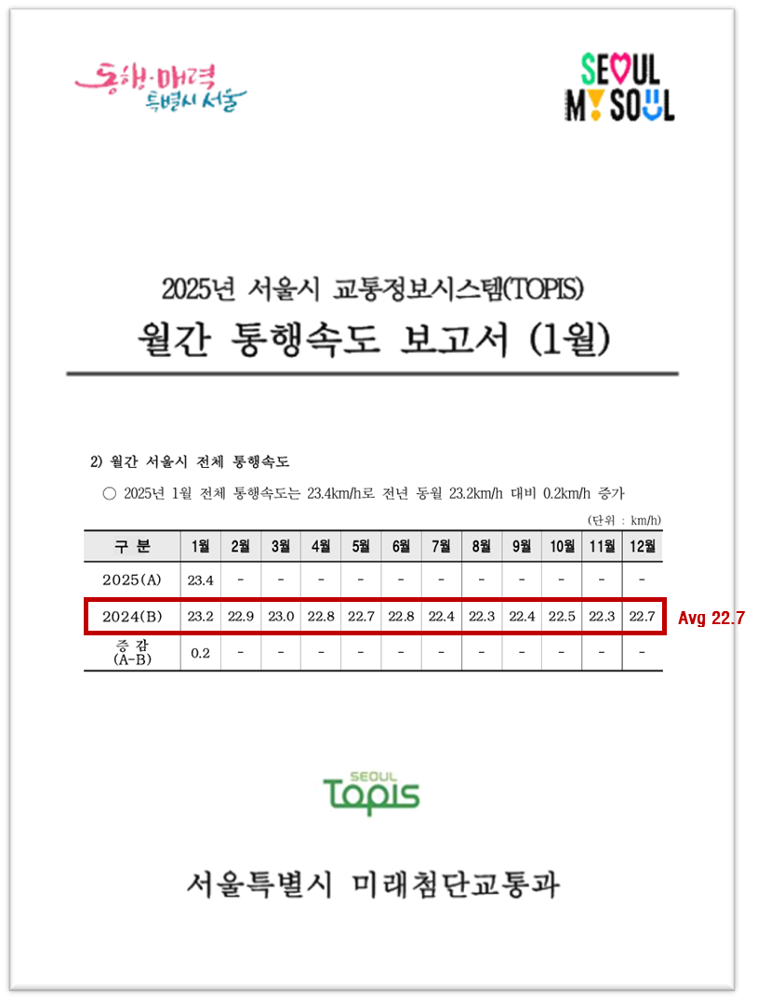 동행·매력
특별시 서울
SEOUL
MY SOUL
2025년 서울시 교통정보시스템(TOPIS)
월간 통행속도 보고서 (1월)
2) 월간 서울시 전체 통행속도
○ 2025년 1월 전체 통행속도는 23.4km/h로 전년 동월 23.2km/h 대비 0.2km/h 증가
(단위 : km/h)
구 분 1월 2월 3월 4월 5월 6월 7월 8월 9월 10월 11월 12월
2025(A) 23.4 - - - - - - - - - - -
2024(B) 23.2 22.9 23.0 22.8 22.7 22.8 22.4 22.3 22.4 22.5 22.3 22.7 Avg 22.7
증 감
(A-B) 0.2 - - - - - - - - - - -
SEOUL
Topis
서울특별시 미래첨단교통과